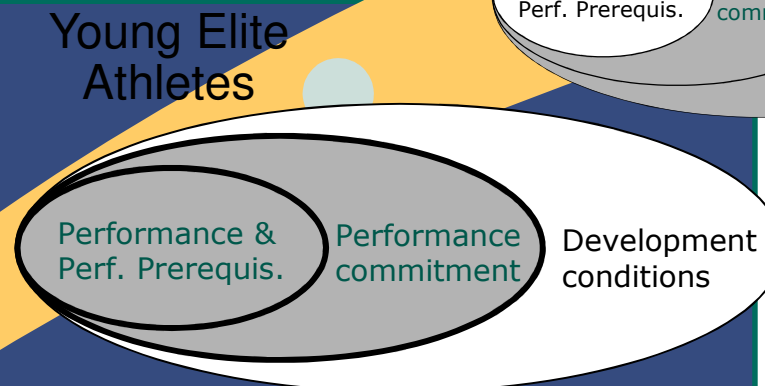 Young Elite
Athletes
Perf. Prerequis.
Performance &
Perf. Prerequis.
Performance
commitment
Development
conditions